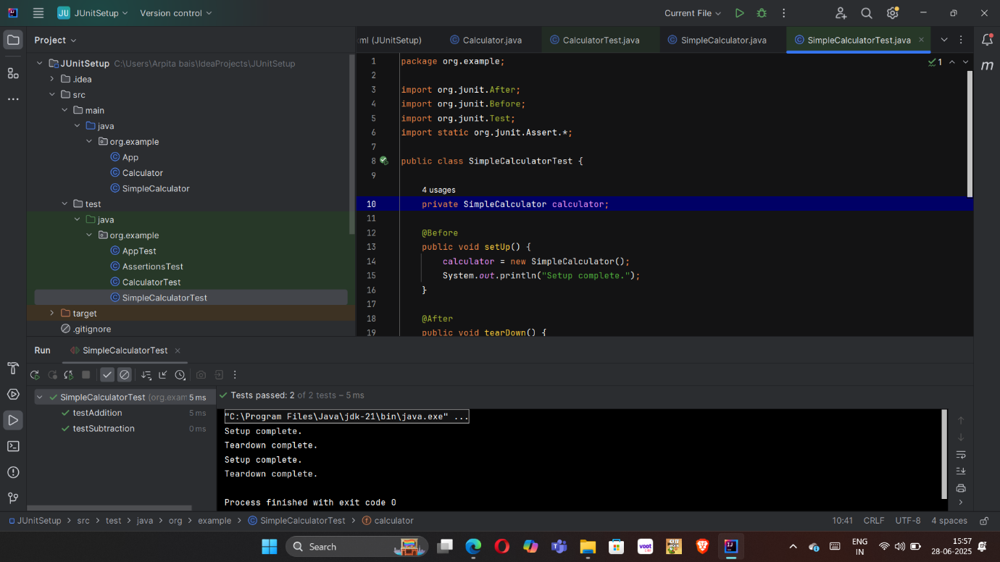 JU JUnitSetup Version control Current File
Project
JUnitSetup C:\Users\Arpita bais\IdeaProjects\JUnitSetup
.idea
src
main
java
org.example
App
Calculator
SimpleCalculator
test
java
org.example
AppTest
AssertionsTest
CalculatorTest
SimpleCalculatorTest
target
.gitignore
ml (JUnitSetup) Calculator.java CalculatorTest.java SimpleCalculator.java SimpleCalculatorTest.java
1 package org.example;
2
3 import org.junit.After;
4 import org.junit.Before;
5 import org.junit.Test;
6 import static org.junit.Assert.*;
7
8 public class SimpleCalculatorTest {
9
4 usages
10 private SimpleCalculator calculator;
11
12 @Before
13 public void setUp() {
14 calculator = new SimpleCalculator();
15 System.out.println("Setup complete.");
16 }
17
18 @After
19 public void tearDown() {
1
m
Run SimpleCalculatorTest
SimpleCalculatorTest (org.exam 5 ms
testAddition 5 ms
testSubtraction 0 ms
Tests passed: 2 of 2 tests – 5 ms
"C:\Program Files\Java\jdk-21\bin\java.exe" ...
Setup complete.
Teardown complete.
Setup complete.
Teardown complete.
Process finished with exit code 0
JUnitSetup > src > test > java > org > example > SimpleCalculatorTest > calculator 10:41 CRLF UTF-8 4 spaces
Search
voot
ENG
IN
15:57
28-06-2025